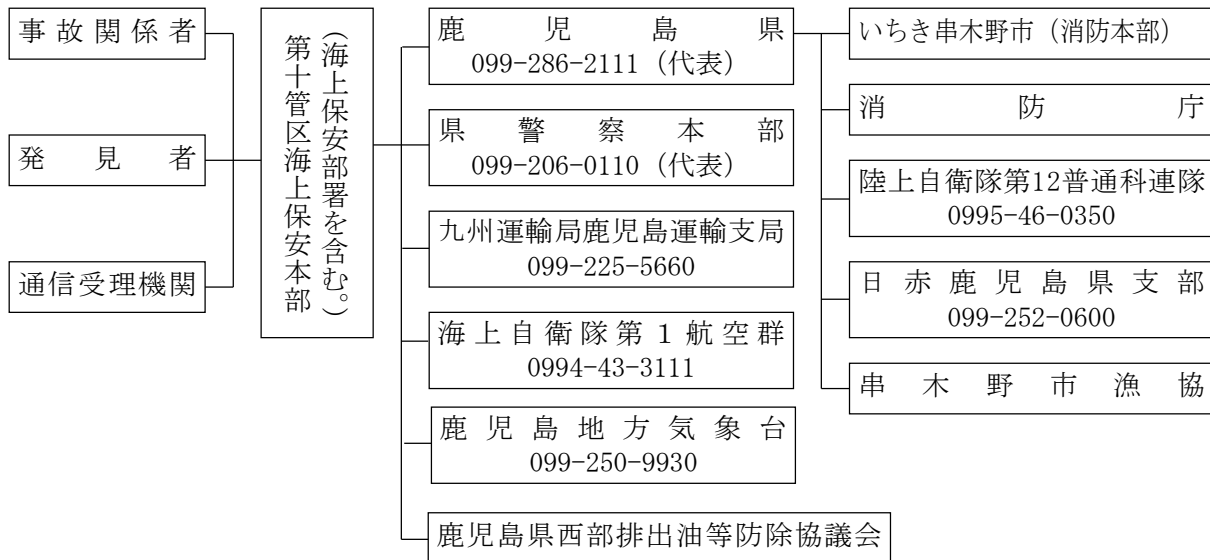 事故関係者
発見者
通信受理機関
第十管区海上保安本部
（海上保安部署を含む。）
鹿児島県
099-286-2111（代表）
県警察本部
099-206-0110（代表）
九州運輸局鹿児島運輸支局
099-225-5660
海上自衛隊第１航空群
0994-43-3111
鹿児島地方気象台
099-250-9930
鹿児島県西部排出油等防除協議会
いちき串木野市（消防本部）
消防庁
陸上自衛隊第12普通科連隊
0995-46-0350
日赤鹿児島県支部
099-252-0600
串木野市漁協